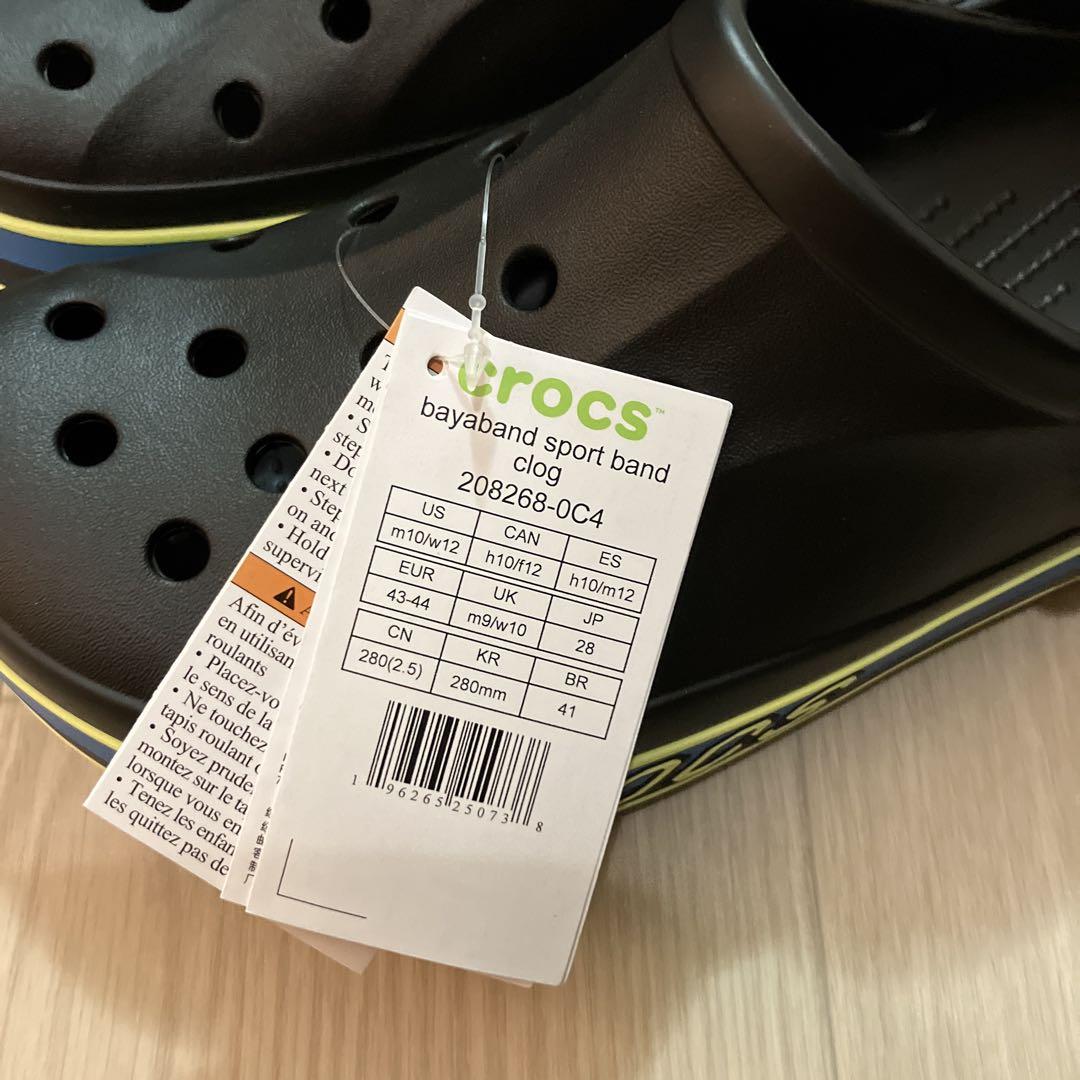 crocs™
bayaband sport band
clog
208268-0C4
US CAN ES
m10/w12 h10/f12 h10/m12
EUR UK JP
43-44 m9/w10 28
CN KR BR
280(2.5) 280mm 41
1 96265 25073 8
step
next
• Step
on and
• Hold
Afin d'év
en utilisan
roulants
• Placez-vo
le sens de la
• Ne touchez
tapis roulant
• Soyez prude
montez sur le ta
lorsque vous en
• Tenez les enfan
les quittez pas de
crocs